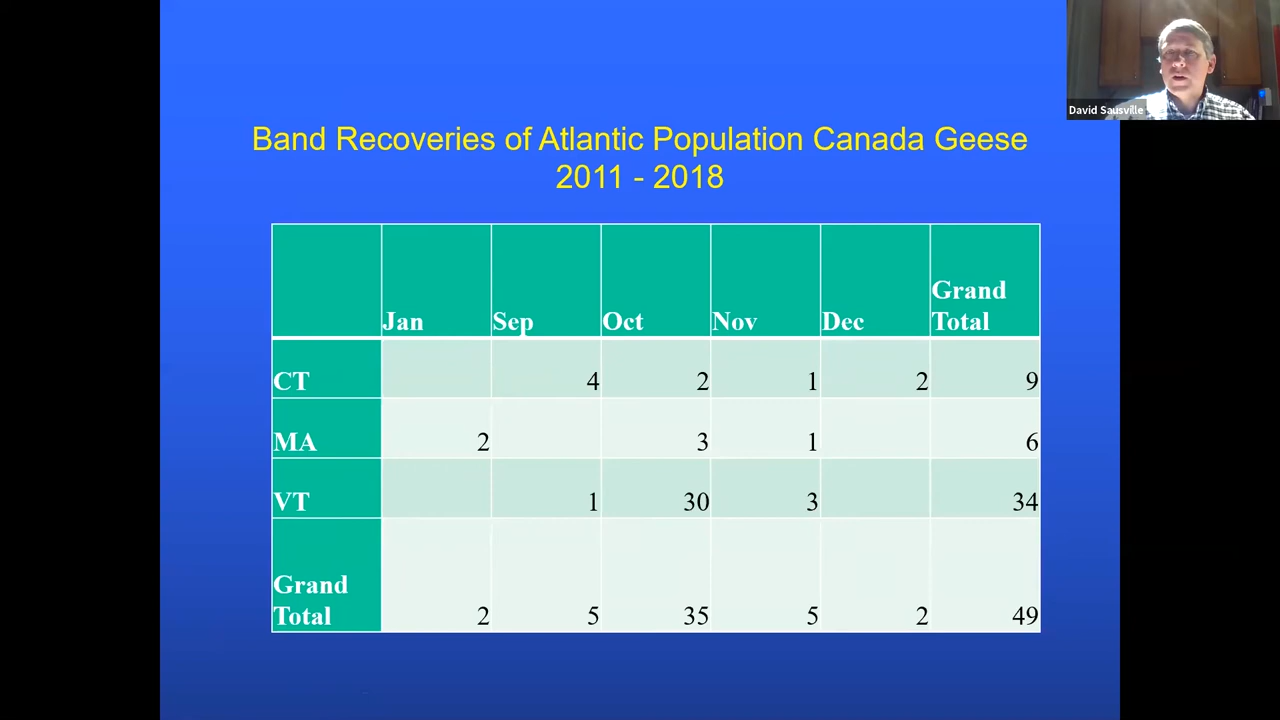 David Sausville
Band Recoveries of Atlantic Population Canada Geese
2011 - 2018
Jan Sep Oct Nov Dec Grand Total
CT 4 2 1 2 9
MA 2 3 1 6
VT 1 30 3 34
Grand Total 2 5 35 5 2 49